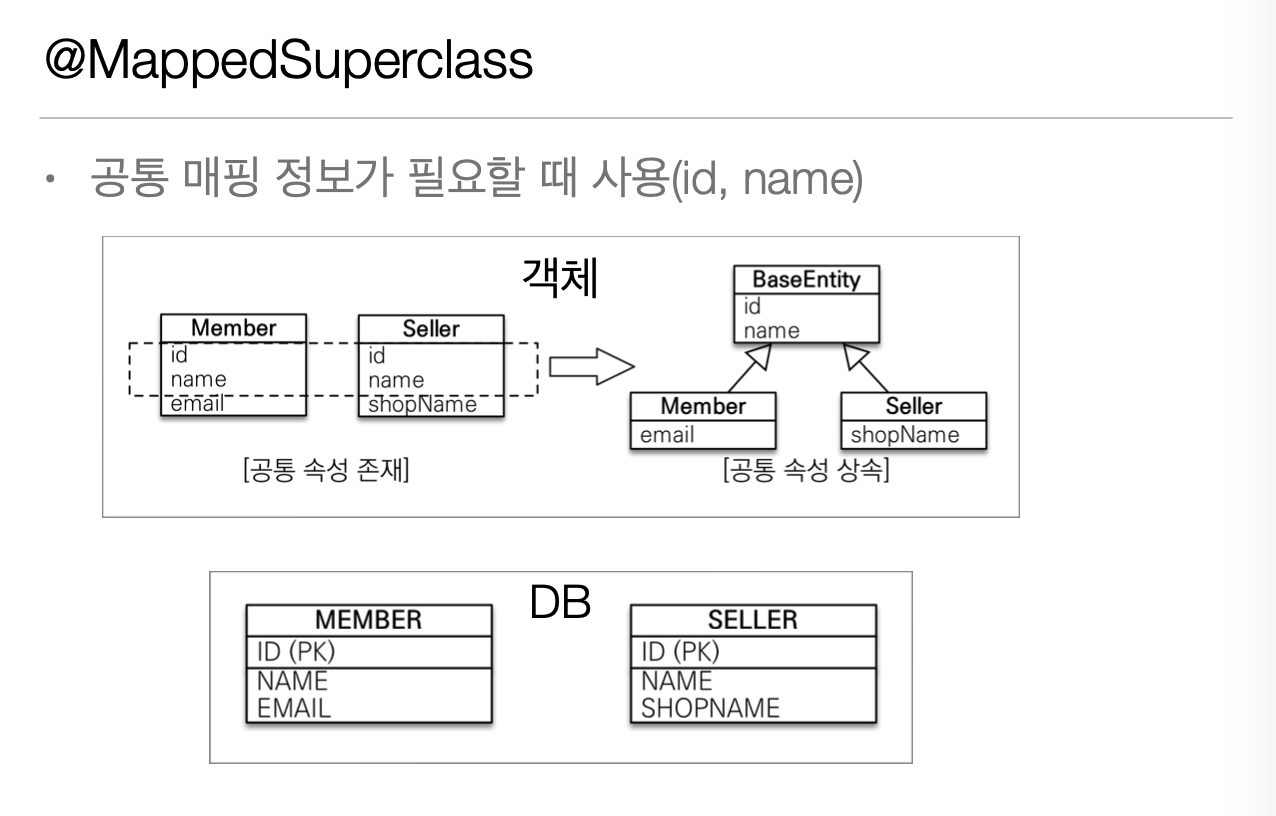 @MappedSuperclass
• 공통 매핑 정보가 필요할 때 사용(id, name)
객체
Member
id
name
email
Seller
id
name
shopName
[공통 속성 존재]
BaseEntity
id
name
Member
email
Seller
shopName
[공통 속성 상속]
DB
MEMBER
ID (PK)
NAME
EMAIL
SELLER
ID (PK)
NAME
SHOPNAME